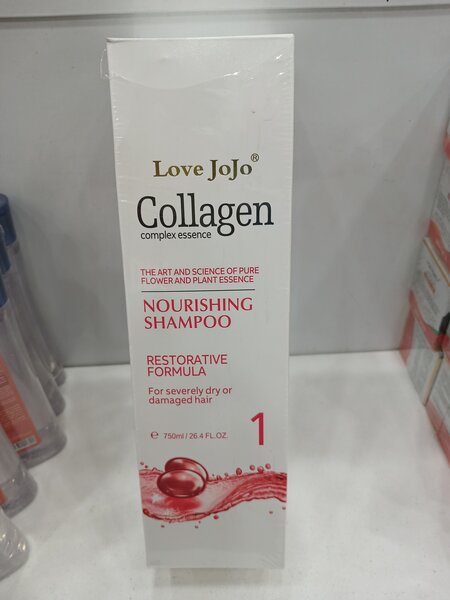 Love JoJo®
Collagen
complex essence
THE ART AND SCIENCE OF PURE
FLOWER AND PLANT ESSENCE
NOURISHING
SHAMPOO
RESTORATIVE
FORMULA
For severely dry or
damaged hair
℮ 750ml / 26.4 FL.OZ.
1